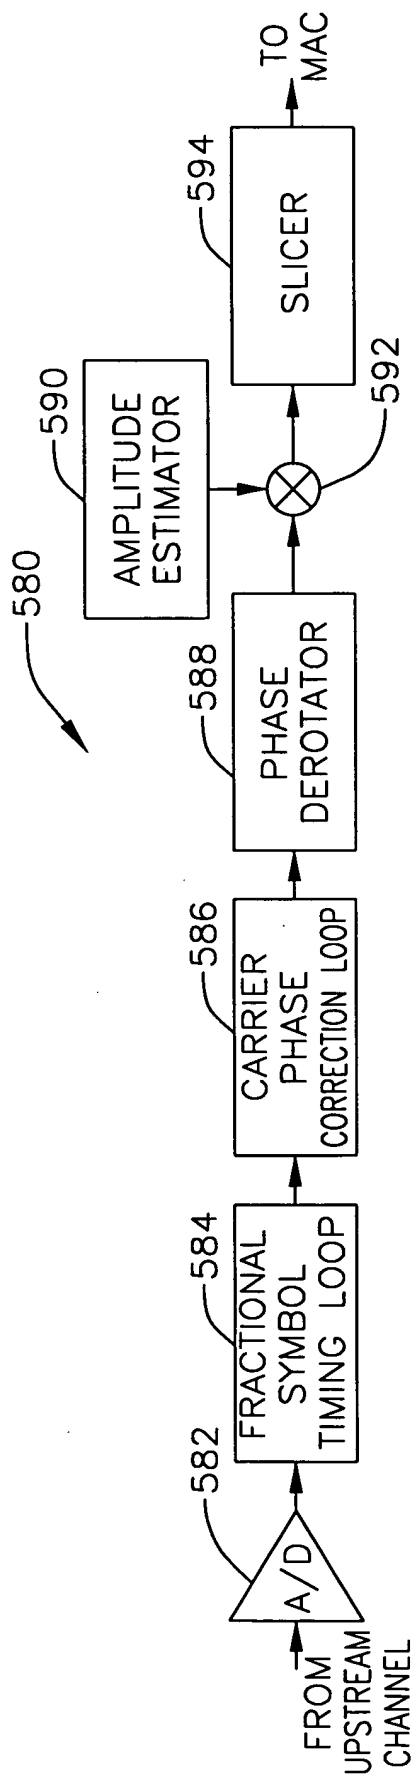 580
FROM
UPSTREAM
CHANNEL
582
A/D
584
FRACTIONAL
SYMBOL
TIMING LOOP
586
CARRIER
PHASE
CORRECTION LOOP
588
PHASE
DEROTATOR
590
AMPLITUDE
ESTIMATOR
592
594
SLICER
TO
MAC